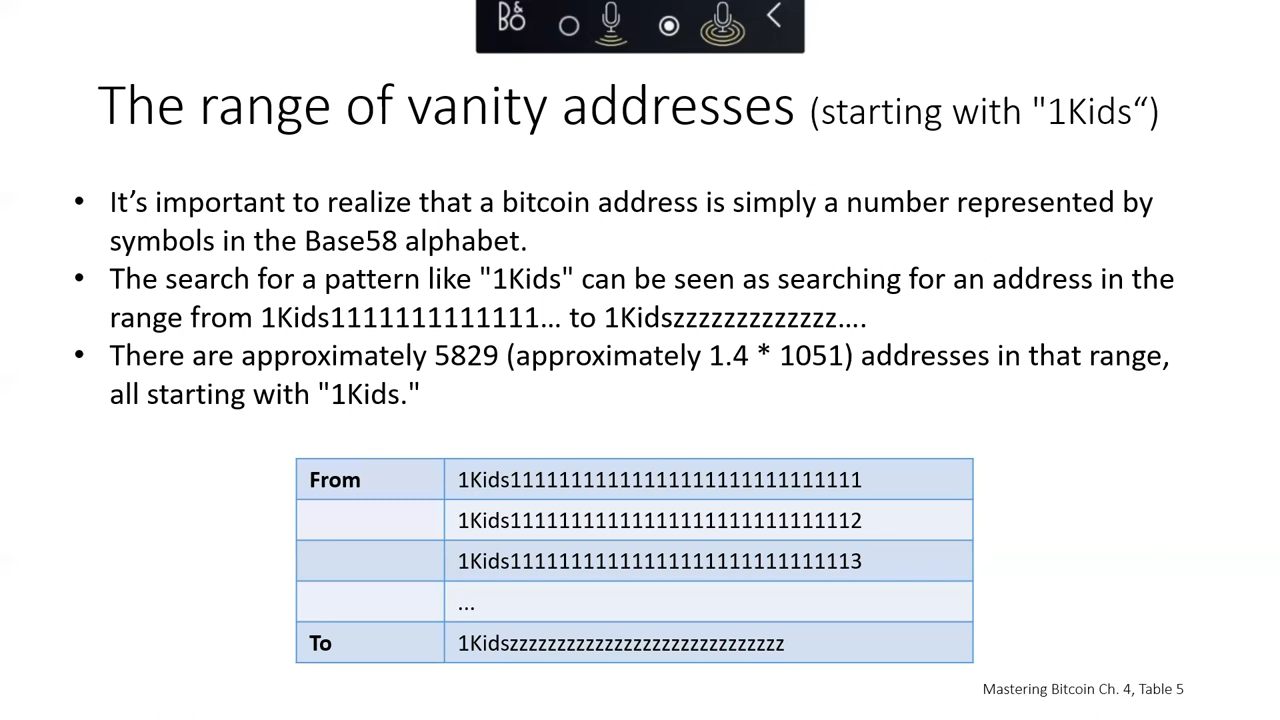 B&O
The range of vanity addresses (starting with "1Kids“)
• It’s important to realize that a bitcoin address is simply a number represented by
symbols in the Base58 alphabet.
• The search for a pattern like "1Kids" can be seen as searching for an address in the
range from 1Kids1111111111111… to 1Kidszzzzzzzzzzzzz….
• There are approximately 5829 (approximately 1.4 * 1051) addresses in that range,
all starting with "1Kids."
From 1Kids11111111111111111111111111111
1Kids11111111111111111111111111112
1Kids11111111111111111111111111113
...
To 1Kidszzzzzzzzzzzzzzzzzzzzzzzzzzzzz
Mastering Bitcoin Ch. 4, Table 5